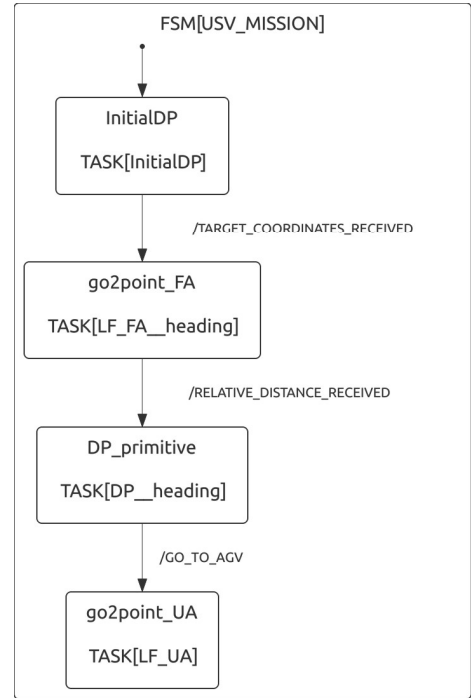 FSM[USV_MISSION]
InitialDP
TASK[InitialDP]
/TARGET_COORDINATES_RECEIVED
go2point_FA
TASK[LF_FA__heading]
/RELATIVE_DISTANCE_RECEIVED
DP_primitive
TASK[DP__heading]
/GO_TO_AGV
go2point_UA
TASK[LF_UA]